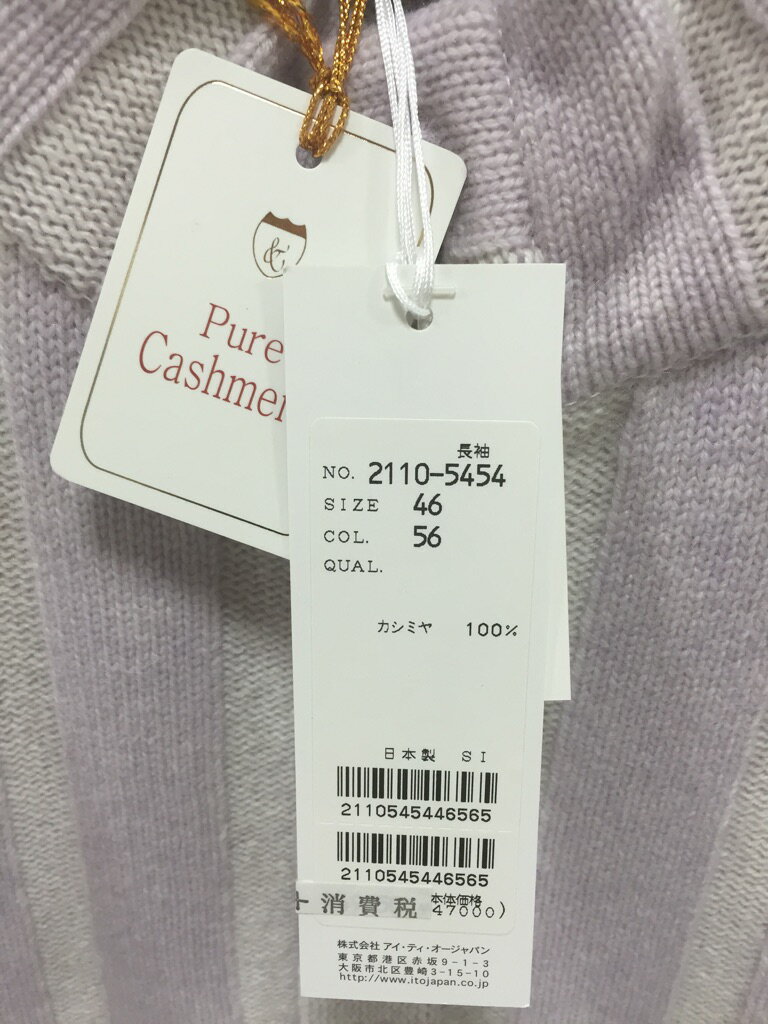 &
Pure
Cashmer
長袖
NO. 2110-5454
SIZE 46
COL. 56
QUAL.
カシミヤ 100%
日本製 SI
2110545446565
2110545446565
+消費税 本体価格
47000)
株式会社 アイ・ティ・オージャパン
東京都港区赤坂9-1-3
大阪市北区豊崎3-15-10
http://www.itojapan.co.jp